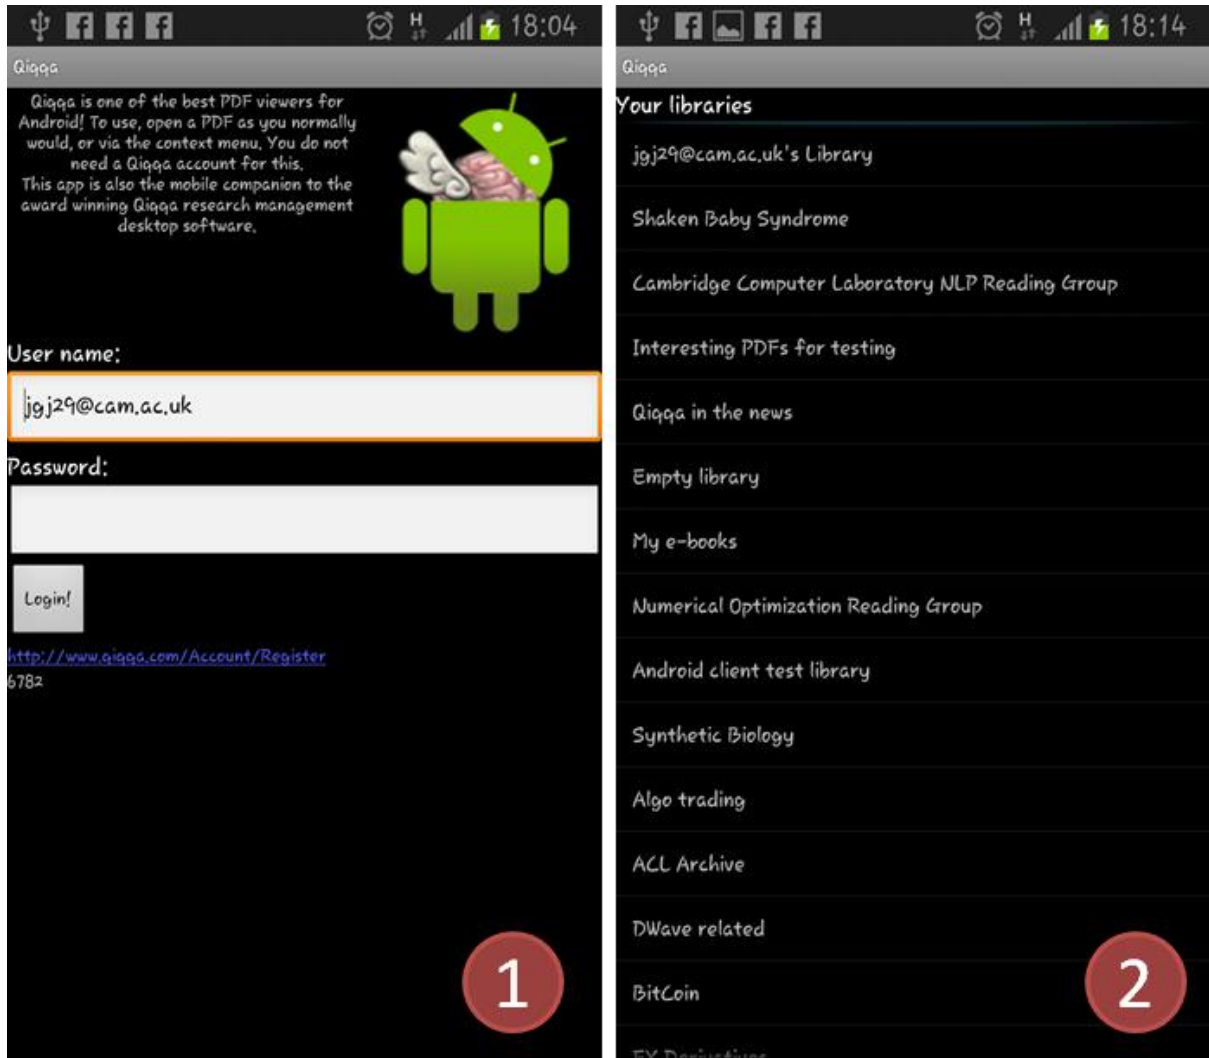 18:04
Qiqqa
Qiqqa is one of the best PDF viewers for
Android! To use, open a PDF as you normally
would, or via the context menu. You do not
need a Qiqqa account for this.
This app is also the mobile companion to the
award winning Qiqqa research management
desktop software.
User name:
jgj29@cam.ac.uk
Password:
Login!
http://www.qiqqa.com/Account/Register
6782
1
H
18:14
Qiqqa
Your libraries
jgj29@cam.ac.uk's Library
Shaken Baby Syndrome
Cambridge Computer Laboratory NLP Reading Group
Interesting PDFs for testing
Qiqqa in the news
Empty library
My e-books
Numerical Optimization Reading Group
Android client test library
Synthetic Biology
Algo trading
ACL Archive
DWave related
BitCoin
FX Derivatives
2